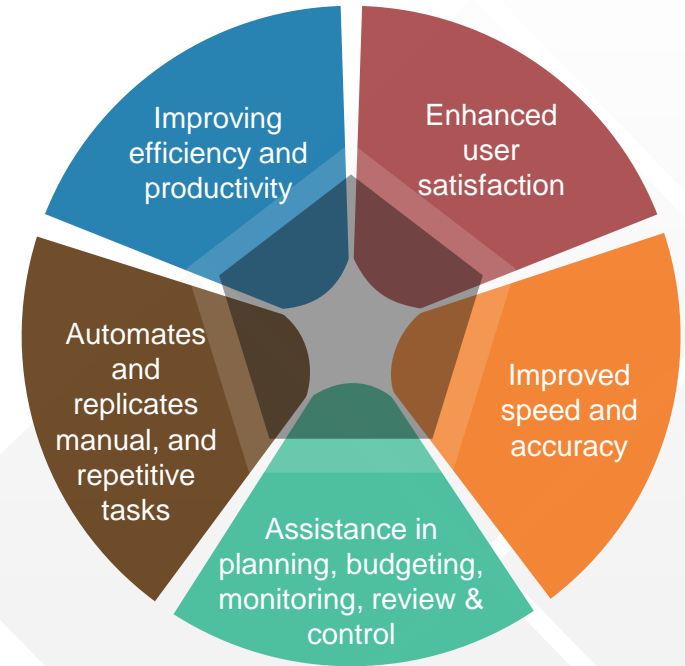 Improving
efficiency and
productivity
Enhanced
user
satisfaction
Improved
speed and
accuracy
Assistance in
planning, budgeting,
monitoring, review &
control
Automates
and
replicates
manual, and
repetitive
tasks